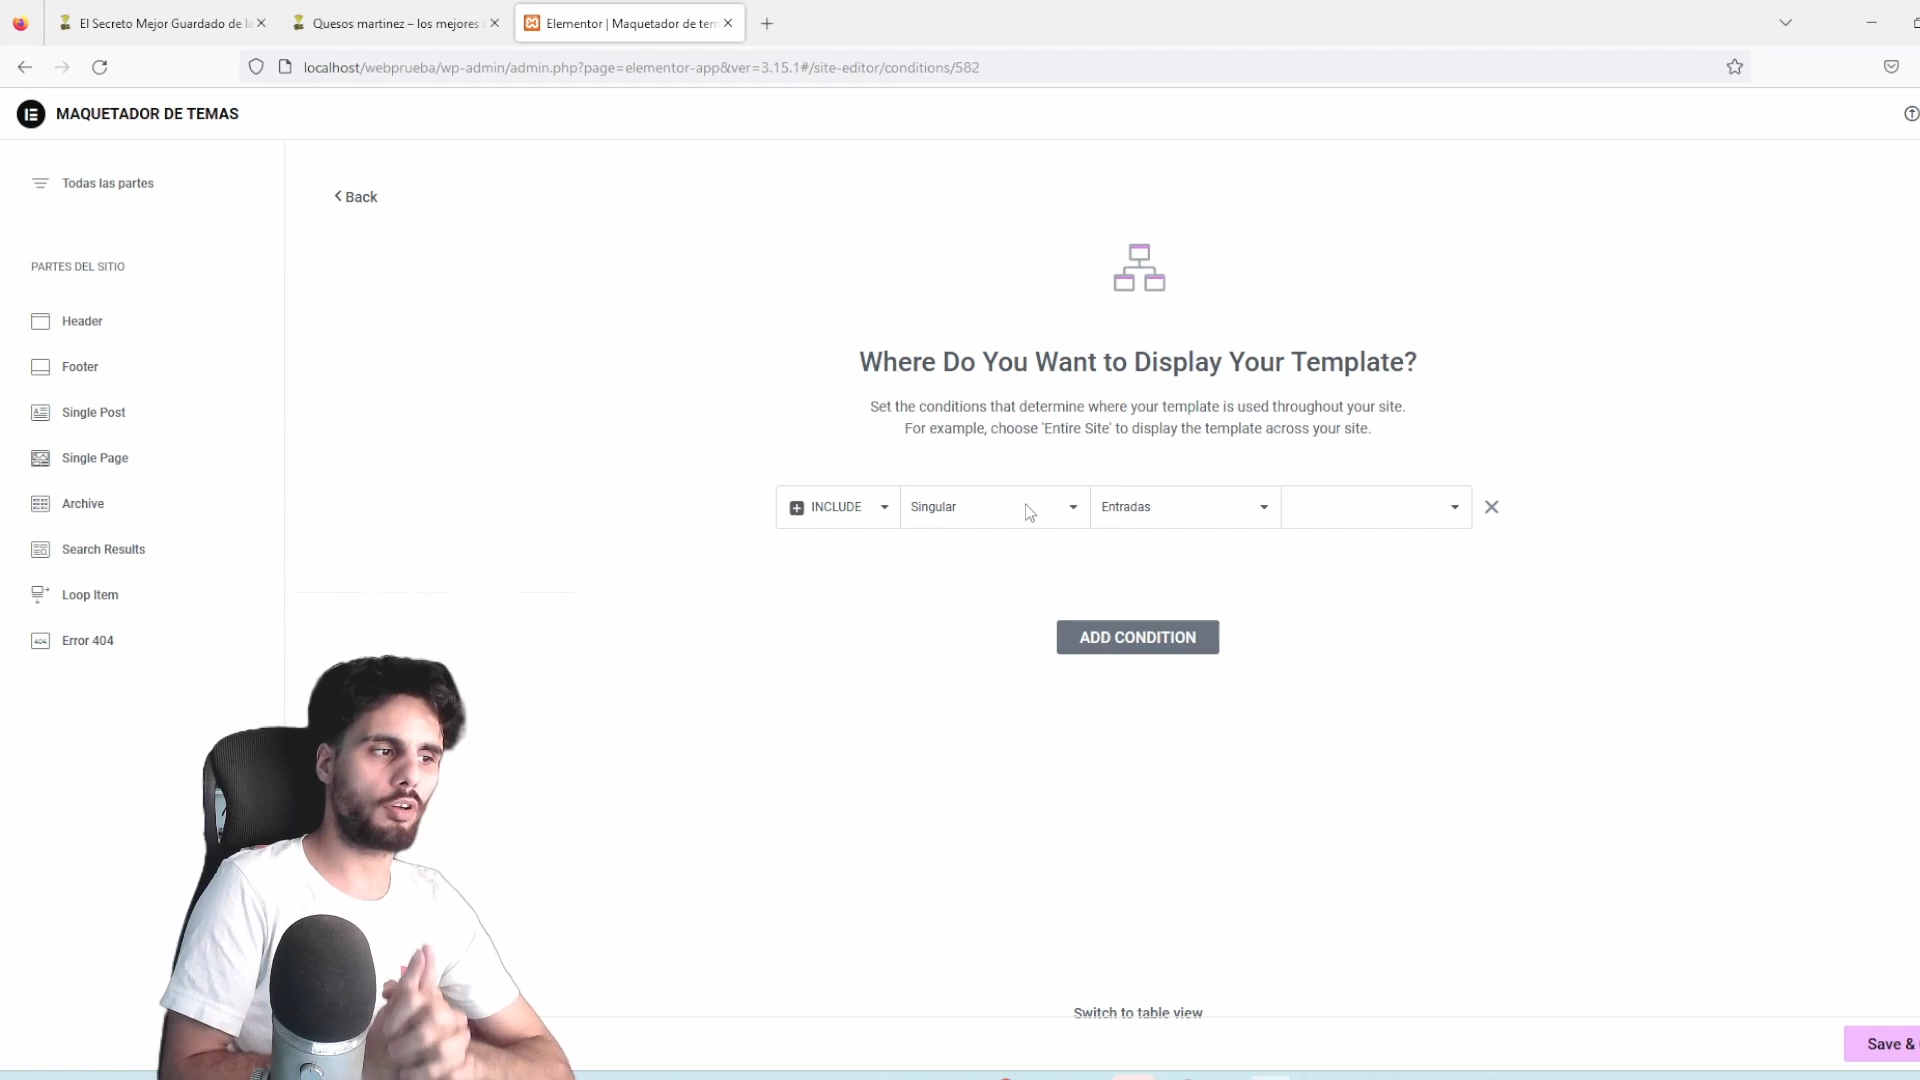 El Secreto Mejor Guardado de la
Quesos martinez – los mejores
Elementor | Maquetador de tem
localhost/webprueba/wp-admin/admin.php?page=elementor-app&ver=3.15.1#/site-editor/conditions/582
MAQUETADOR DE TEMAS
Todas las partes
Back
PARTES DEL SITIO
Header
Footer
Single Post
Single Page
Archive
Search Results
Loop Item
404
Error 404
Where Do You Want to Display Your Template?
Set the conditions that determine where your template is used throughout your site.
For example, choose 'Entire Site' to display the template across your site.
INCLUDE
Singular
Entradas
ADD CONDITION
Switch to table view
Save &